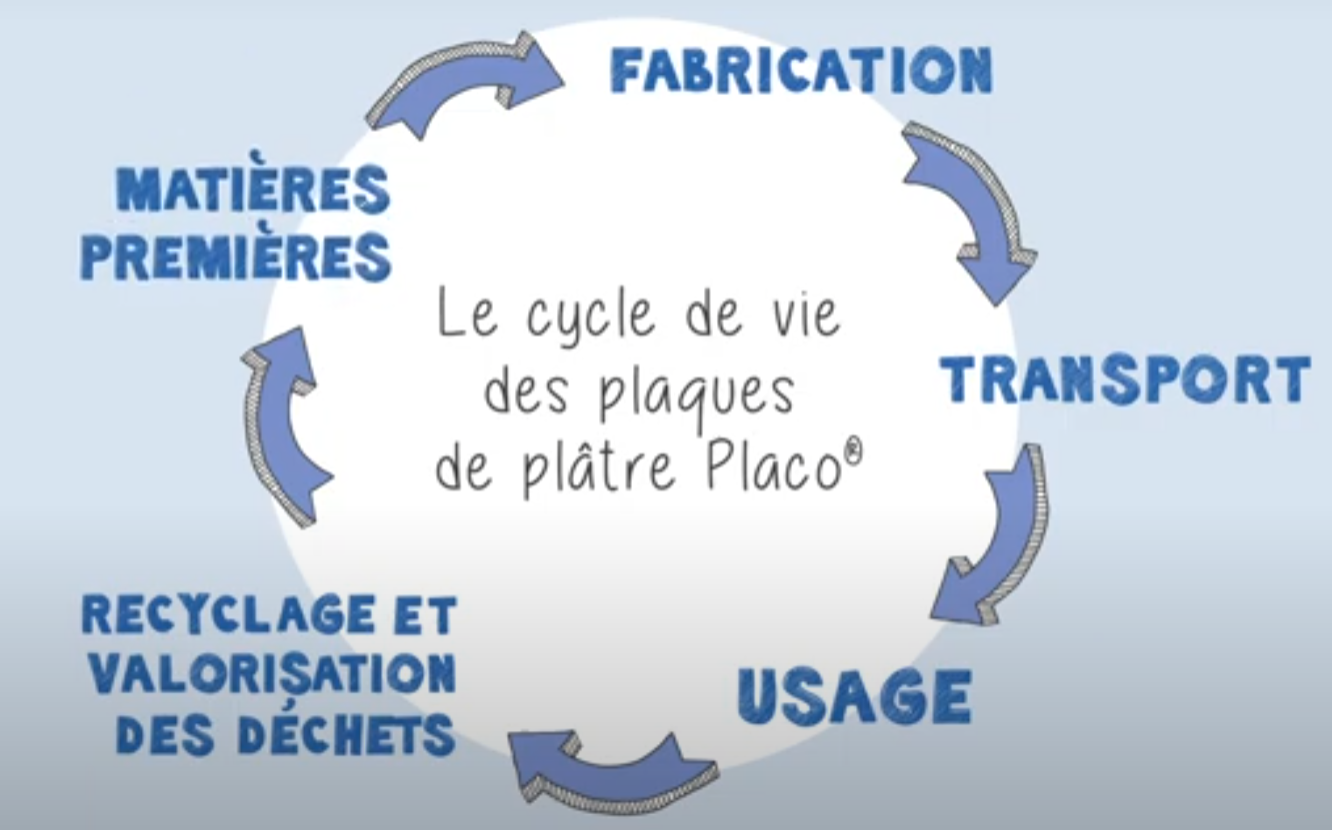 FABRICATION
MATIÈRES
PREMIÈRES
Le cycle de vie
des plaques
de plâtre Placo®
TRANSPORT
RECYCLAGE ET
VALORISATION
DES DÉCHETS
USAGE